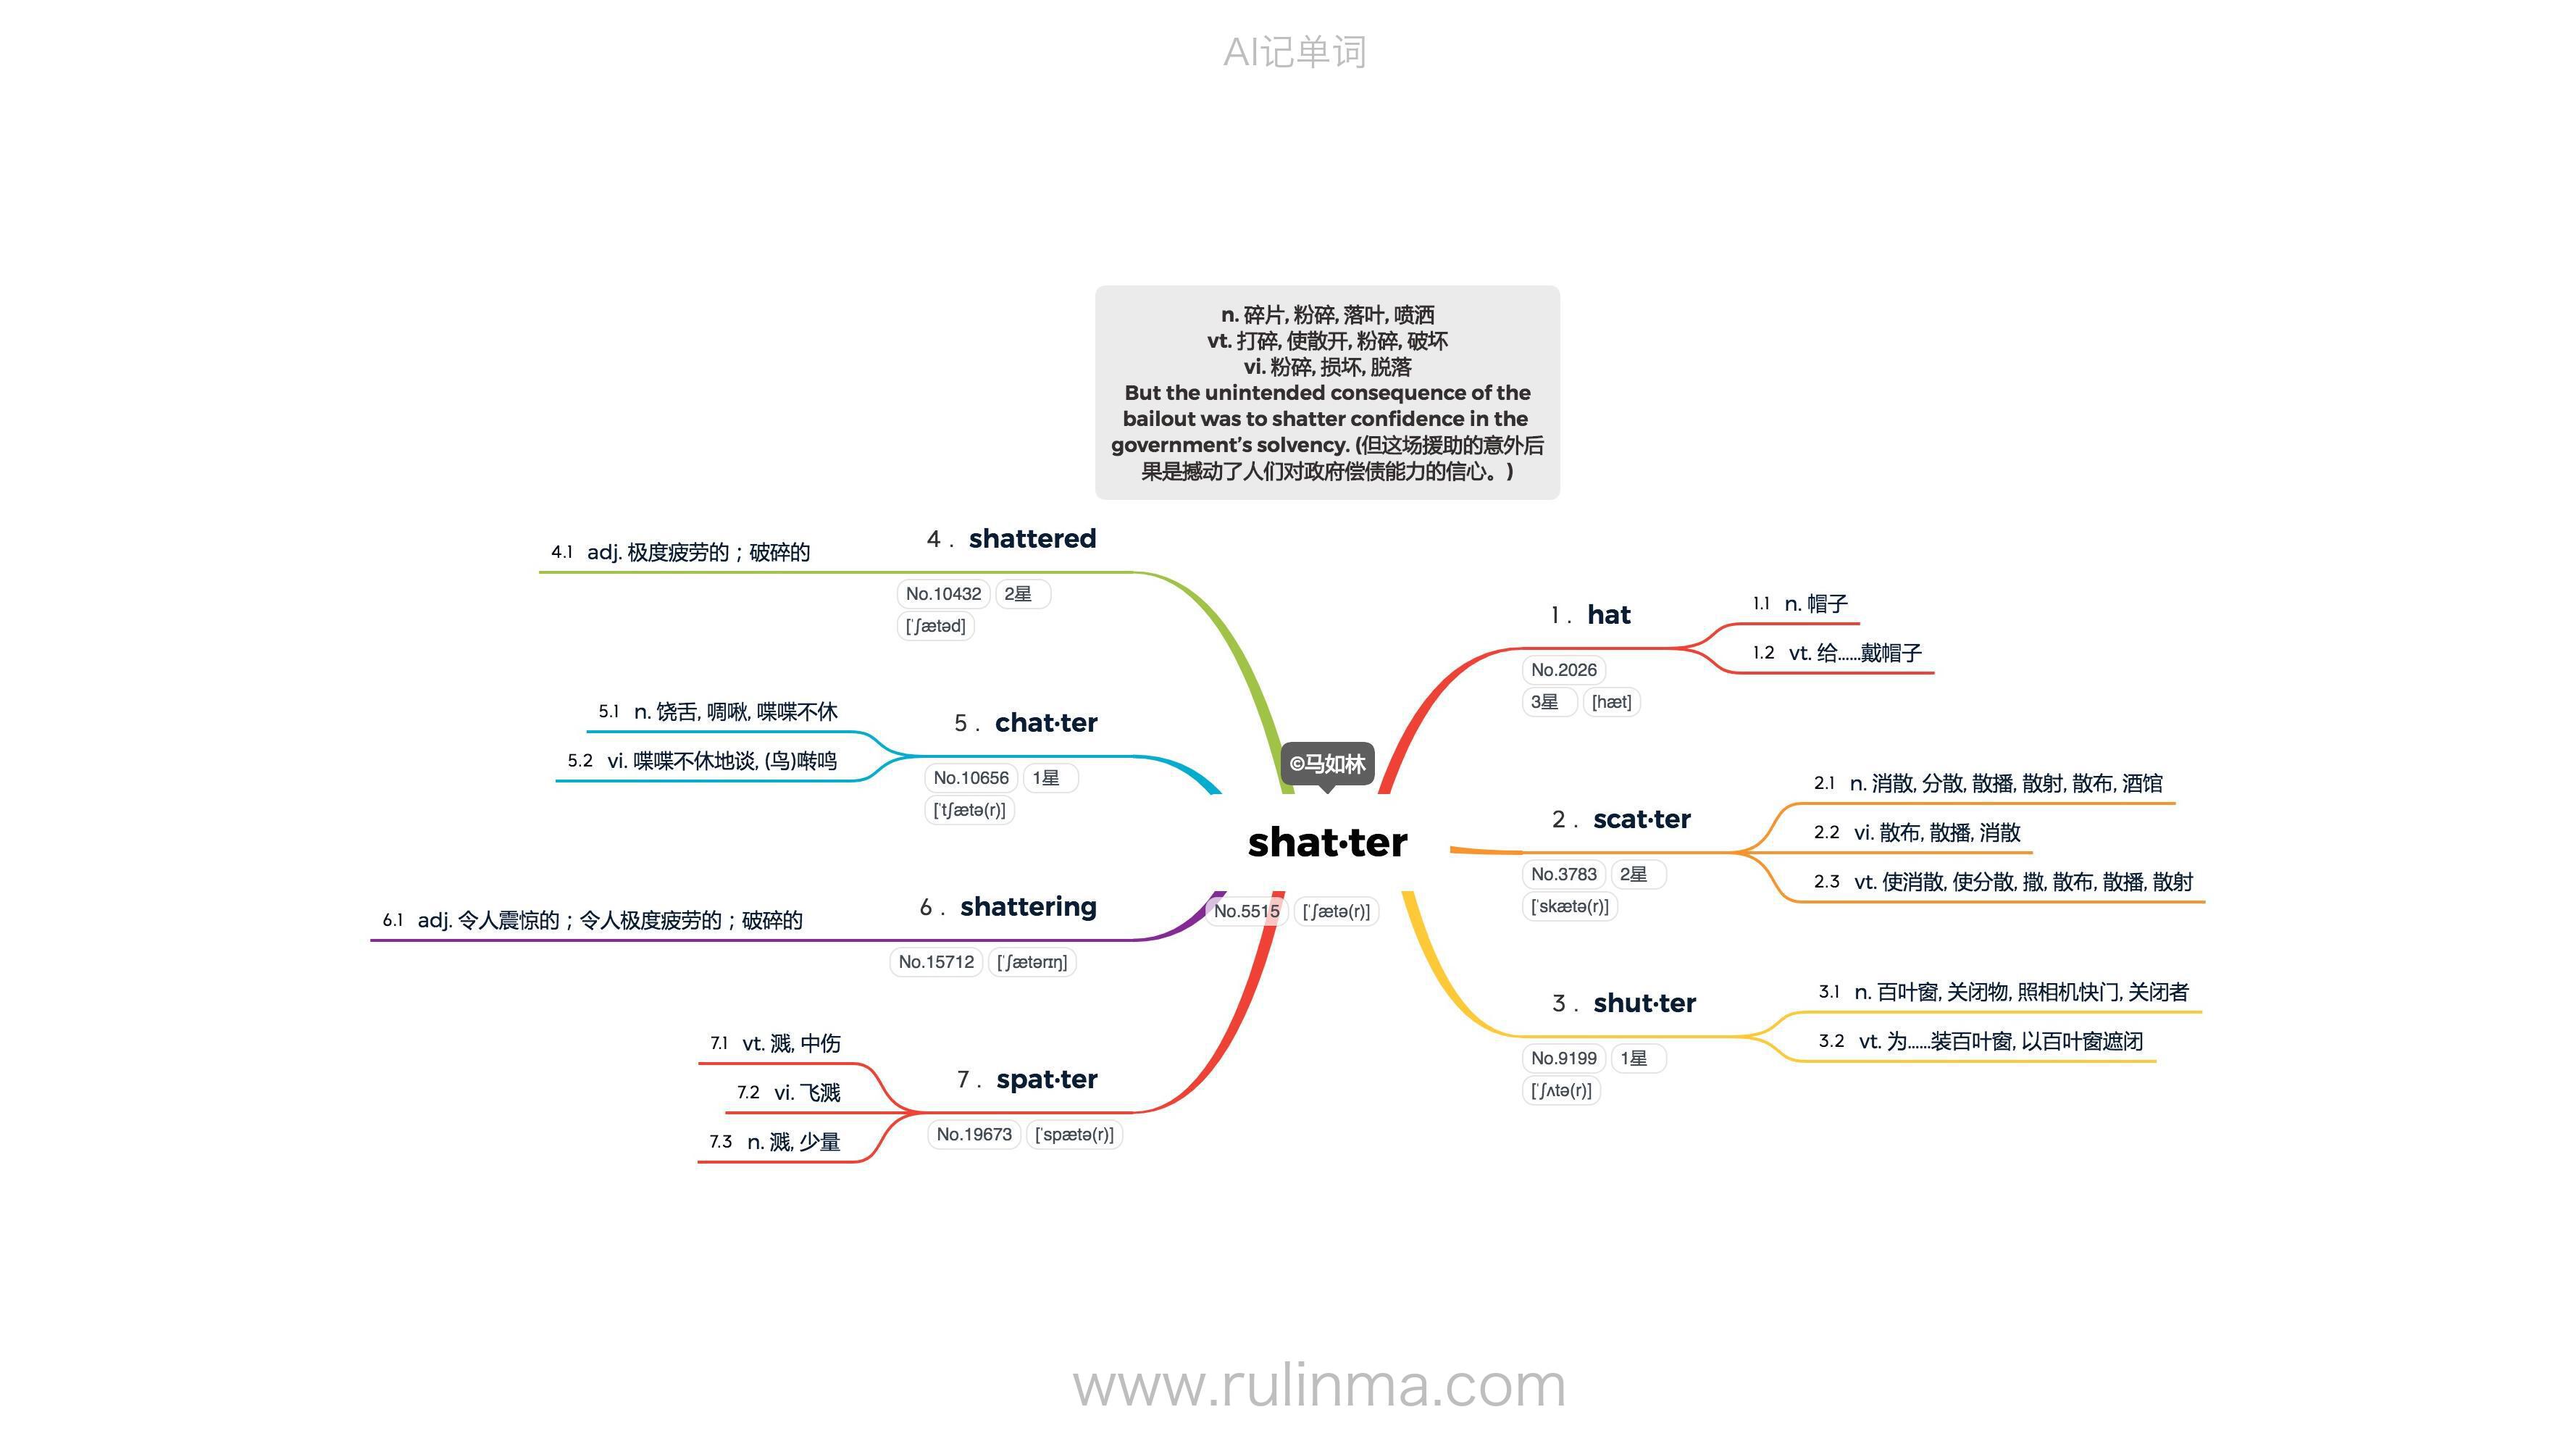 AI记单词
n. 碎片, 粉碎, 落叶, 喷洒
vt. 打碎, 使散开, 粉碎, 破坏
vi. 粉碎, 损坏, 脱落
But the unintended consequence of the
bailout was to shatter confidence in the
government’s solvency. (但这场援助的意外后
果是撼动了人们对政府偿债能力的信心。)
©马如林
shat·ter
No.5515 [ˈʃætə(r)]
1. hat
No.2026
3星 [hæt]
1.1 n. 帽子
1.2 vt. 给......戴帽子
2. scat·ter
No.3783 2星
[ˈskætə(r)]
2.1 n. 消散, 分散, 散播, 散射, 散布, 酒馆
2.2 vi. 散布, 散播, 消散
2.3 vt. 使消散, 使分散, 撒, 散布, 散播, 散射
3. shut·ter
No.9199 1星
[ˈʃʌtə(r)]
3.1 n. 百叶窗, 关闭物, 照相机快门, 关闭者
3.2 vt. 为......装百叶窗, 以百叶窗遮闭
4. shattered
No.10432 2星
[ˈʃætəd]
4.1 adj. 极度疲劳的；破碎的
5. chat·ter
No.10656 1星
[ˈtʃætə(r)]
5.1 n. 饶舌, 啁啾, 喋喋不休
5.2 vi. 喋喋不休地谈, (鸟)啭鸣
6. shattering
No.15712 [ˈʃætərɪŋ]
6.1 adj. 令人震惊的；令人极度疲劳的；破碎的
7. spat·ter
No.19673 [ˈspætə(r)]
7.1 vt. 溅, 中伤
7.2 vi. 飞溅
7.3 n. 溅, 少量
www.rulinma.com